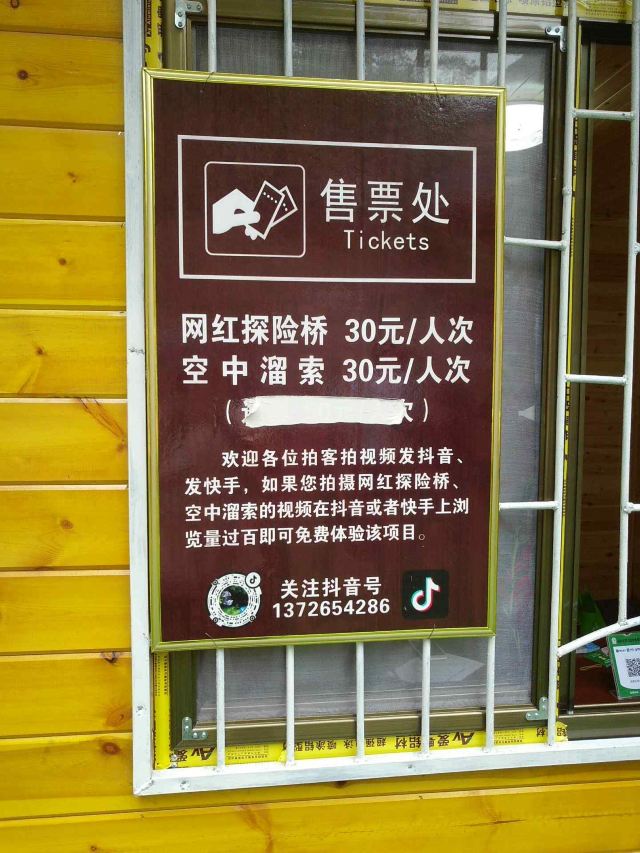 售票处
Tickets
网红探险桥 30元/人次
空中溜索 30元/人次
欢迎各位拍客拍视频发抖音、
发快手，如果您拍摄网红探险桥、
空中溜索的视频在抖音或者快手上浏
览量过百即可免费体验该项目。
关注抖音号
1372654286